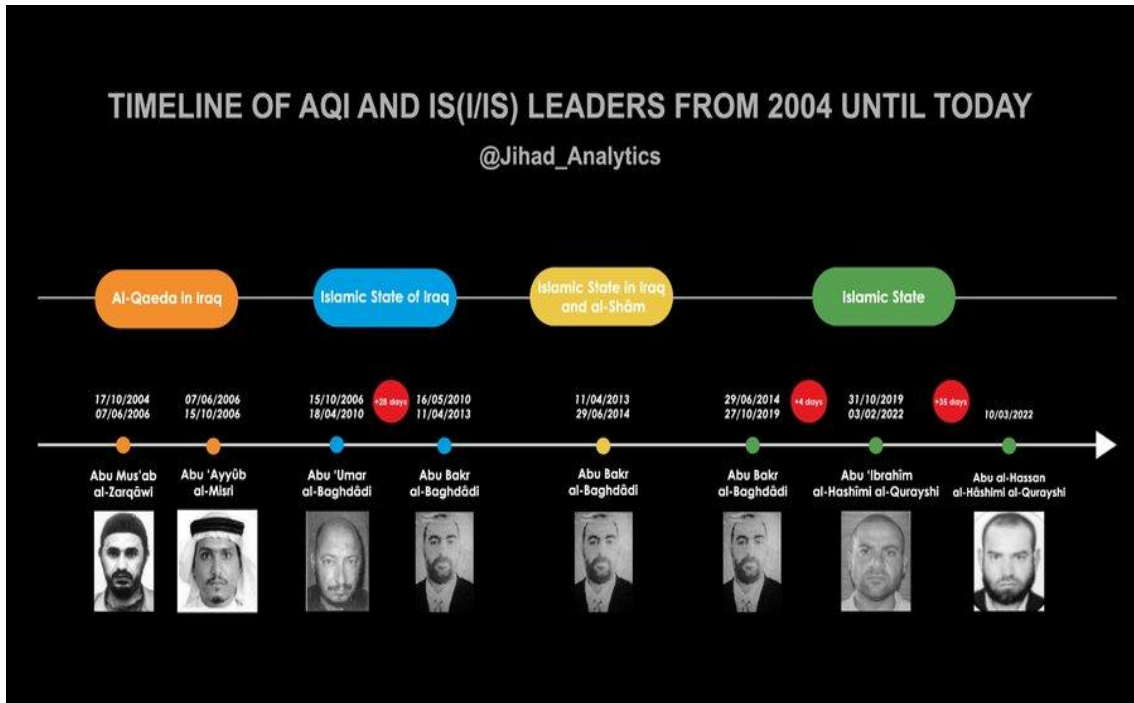 TIMELINE OF AQI AND IS(I/IS) LEADERS FROM 2004 UNTIL TODAY
@Jihad_Analytics
Al-Qaeda in Iraq
Islamic State of Iraq
Islamic State in Iraq
and al-Shâm
Islamic State
17/10/2004
07/06/2006
07/06/2006
15/10/2006
15/10/2006
18/04/2010
+28 days
16/05/2010
11/04/2013
11/04/2013
29/06/2014
29/06/2014
27/10/2019
+4 days
31/10/2019
03/02/2022
+35 days
10/03/2022
Abu Mus'ab
al-Zarqâwi
Abu 'Ayyûb
al-Misri
Abu 'Umar
al-Baghdâdi
Abu Bakr
al-Baghdâdi
Abu Bakr
al-Baghdâdi
Abu Bakr
al-Baghdâdi
Abu 'Ibrahîm
al-Hashîmi al-Qurayshi
Abu al-Hassan
al-Hâshimi al-Qurayshi